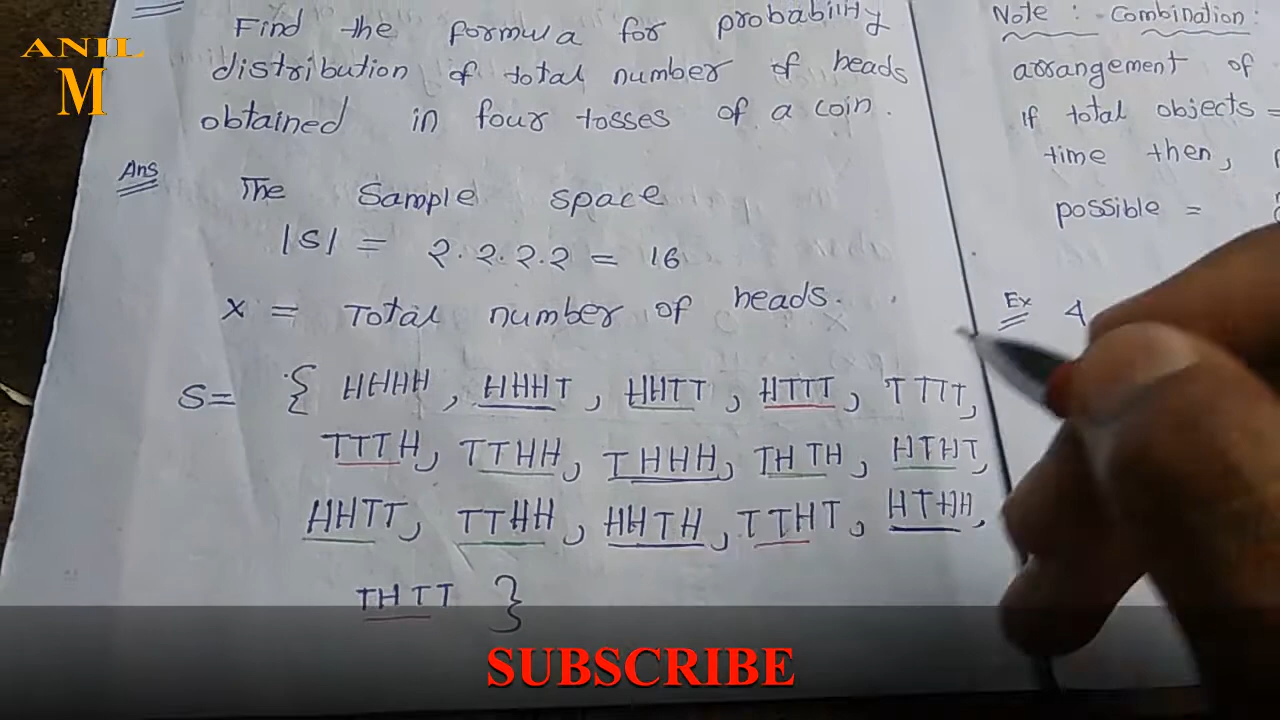 ANIL
M
Find the formula for probability
distribution of total number of heads
obtained in four tosses of a coin.
Ans
The Sample space
|S| = 2.2.2.2 = 16
x = Total number of heads.
S= { HHHH, HHHT, HHTT, HTTT, TTTT,
TTTH, TTHH, THHH, THTH, HTHT,
HHTT, TTHH, HHTH, TTHT, HTHH,
THTT }
Note : Combination :
arrangement of
if total objects =
time then,
possible =
Ex 4
SUBSCRIBE